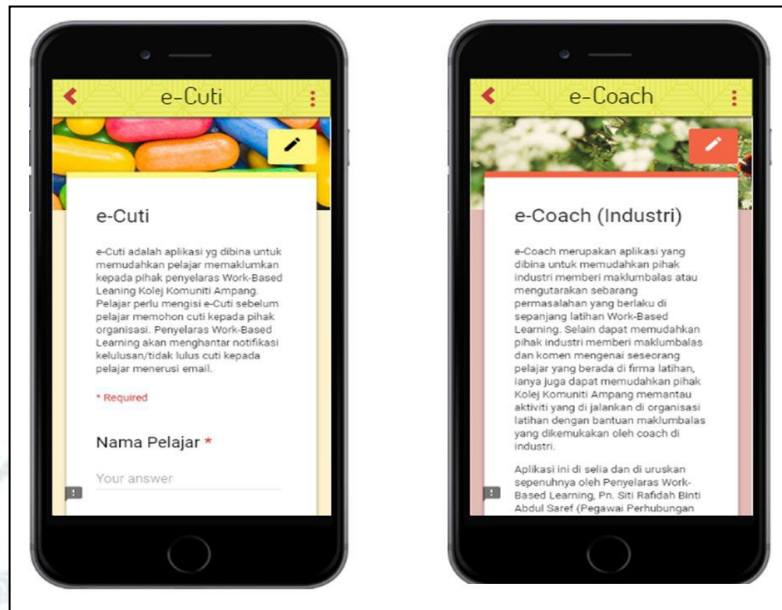 e-Cuti
e-Cuti
e-Cuti adalah aplikasi yg dibina untuk
memudahkan pelajar memaklumkan
kepada pihak penyelaras Work-Based
Leaning Kolej Komuniti Ampang.
Pelajar perlu mengisi e-Cuti sebelum
pelajar memohon cuti kepada pihak
organisasi. Penyelaras Work-Based
Learning akan menghantar notifikasi
kelulusan/tidak lulus cuti kepada
pelajar menerusi email.
* Required
Nama Pelajar *
Your answer
e-Coach
e-Coach (Industri)
e-Coach merupakan aplikasi yang
dibina untuk memudahkan pihak
industri memberi maklumbalas atau
mengutarakan sebarang
permasalahan yang berlaku di
sepanjang latihan Work-Based
Learning. Selain dapat memudahkan
pihak industri memberi maklumbalas
dan komen mengenai seseorang
pelajar yang berada di firma latihan,
ianya juga dapat memudahkan pihak
Kolej Komuniti Ampang memantau
aktiviti yang di jalankan di organisasi
latihan dengan bantuan maklumbalas
yang dikemukakan oleh coach di
industri.
Aplikasi ini di selia dan di uruskan
sepenuhnya oleh Penyelaras Work-
Based Learning, Pn. Siti Rafidah Binti
Abdul Saref (Pegawai Perhubungan